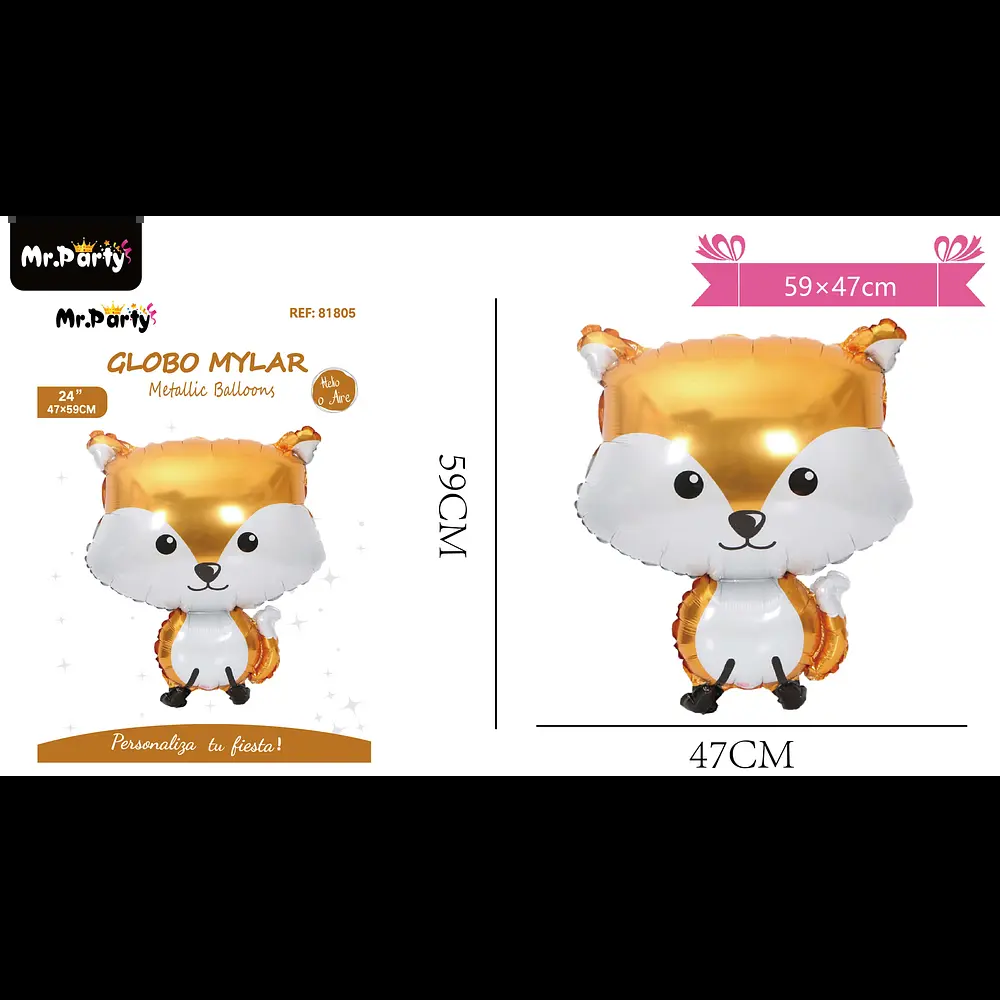 Mr.Party
Mr.Party
REF: 81805
GLOBO MYLAR
Metallic Balloons
24”
47×59CM
Helio
o Aire
Personaliza tu fiesta!
59CM
59×47cm
47CM